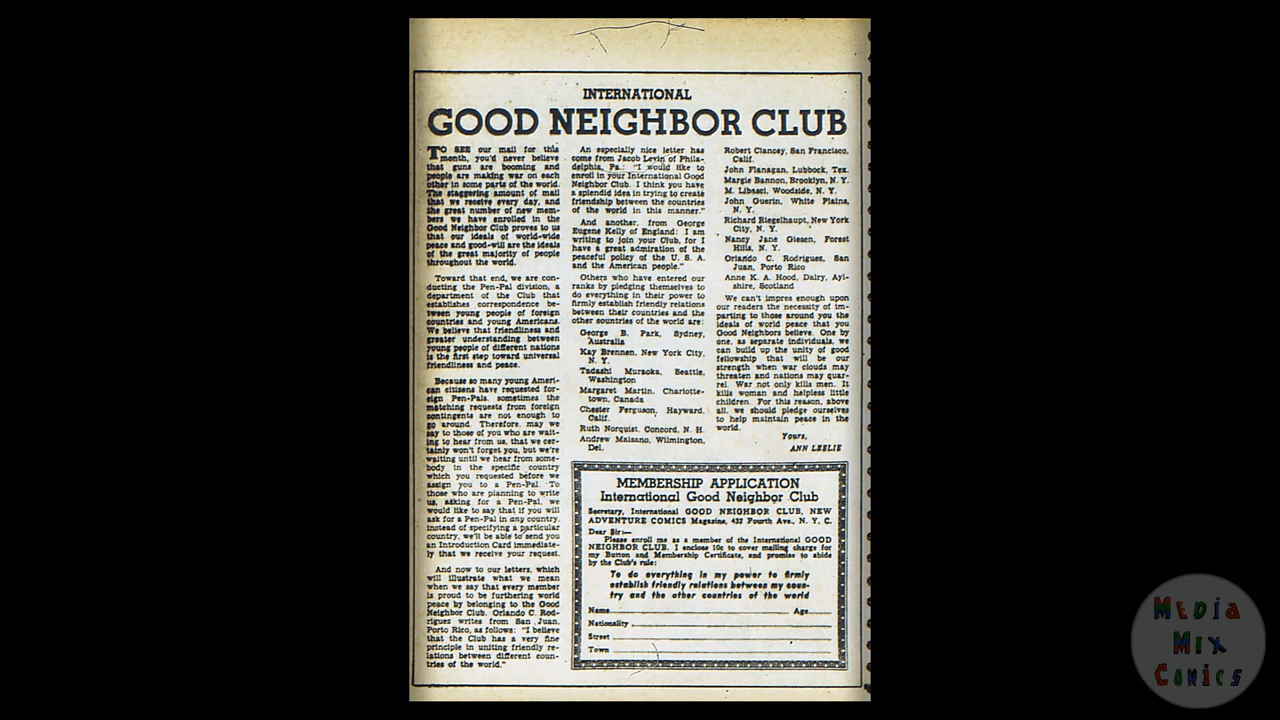 INTERNATIONAL
GOOD NEIGHBOR CLUB
TO SEE our mail for this
month, you'd never believe
that guns are booming and
people are making war on each
other in some parts of the world.
The staggering amount of mail
that we receive every day, and
the great number of new mem-
bers we have enrolled in the
Good Neighbor Club proves to us
that our ideals of world-wide
peace and good-will are the ideals
of the great majority of people
throughout the world.
Toward that end, we are con-
ducting the Pen-Pal division, a
department of the Club that
establishes correspondence be-
tween young people of foreign
countries and young Americans.
We believe that friendliness and
greater understanding between
young people of different nations
is the first step toward universal
friendliness and peace.
Because so many young Ameri-
can citizens have requested for-
eign Pen-Pals, sometimes the
matching requests from foreign
contingents are not enough to
go around. Therefore, may we
say to those of you who are wait-
ing to hear from us, that we cer-
tainly won't forget you, but we're
waiting until we hear from some-
body in the specific country
which you requested before we
assign you to a Pen-Pal. To
those who are planning to write
us, asking for a Pen-Pal, we
would like to say that if you will
ask for a Pen-Pal in any country,
instead of specifying a particular
country, we'll be able to send you
an Introduction Card immediate-
ly that we receive your request.
And now to our letters, which
will illustrate what we mean
when we say that every member
is proud to be furthering world
peace by belonging to the Good
Neighbor Club. Orlando C. Rod-
rigues writes from San Juan,
Porto Rico, as follows: "I believe
that the Club has a very fine
principle in uniting friendly re-
lations between different coun-
tries of the world."
An especially nice letter has
come from Jacob Levin of Phila-
delphia, Pa.: "I would like to
enroll in your International Good
Neighbor Club. I think you have
a splendid idea in trying to create
friendship between the countries
of the world in this manner."
And another, from George
Eugene Kelly of England: I am
writing to join your Club, for I
have a great admiration of the
peaceful policy of the U. S. A.
and the American people."
Others who have entered our
ranks by pledging themselves to
do everything in their power to
firmly establish friendly relations
between their countries and the
other countries of the world are:
George B. Park, Sydney,
Australia
Kay Brennen, New York City,
N. Y.
Tadashi Muraoka, Seattle,
Washington
Margaret Martin, Charlotte-
town, Canada
Chester Ferguson, Hayward,
Calif.
Ruth Norquist, Concord, N. H.
Andrew Maisano, Wilmington,
Del.
Robert Clancey, San Francisco,
Calif.
John Flanagan, Lubbock, Tex.
Margie Bannon, Brooklyn, N. Y.
M. Libasci, Woodside, N. Y.
John Guerin, White Plains,
N. Y.
Richard Riegelhaupt, New York
City, N. Y.
Nancy Jane Giesen, Forest
Hills, N. Y.
Orlando C. Rodrigues, San
Juan, Porto Rico
Anne K. A. Hood, Dalry, Ayl-
shire, Scotland
We can't impres enough upon
our readers the necessity of im-
parting to those around you the
ideals of world peace that you
Good Neighbors believe. One by
one, as separate individuals, we
can build up the unity of good
fellowship that will be our
strength when war clouds may
threaten and nations may quar-
rel. War not only kills men. It
kills woman and helpless little
children. For this reason, above
all, we should pledge ourselves
to help maintain peace in the
world.
Yours,
ANN LESLIE
MEMBERSHIP APPLICATION
International Good Neighbor Club
Secretary, International GOOD NEIGHBOR CLUB, NEW
ADVENTURE COMICS Magazine, 432 Fourth Ave., N. Y. C.
Dear Sir:—
Please enroll me as a member of the International GOOD
NEIGHBOR CLUB. I enclose 10c to cover mailing charge for
my Button and Membership Certificate, and promise to abide
by the Club's rule:
To do everything in my power to firmly
establish friendly relations between my coun-
try and the other countries of the world
Name Age
Nationality
Street
Town
MEDiA
MiX
COMiCS